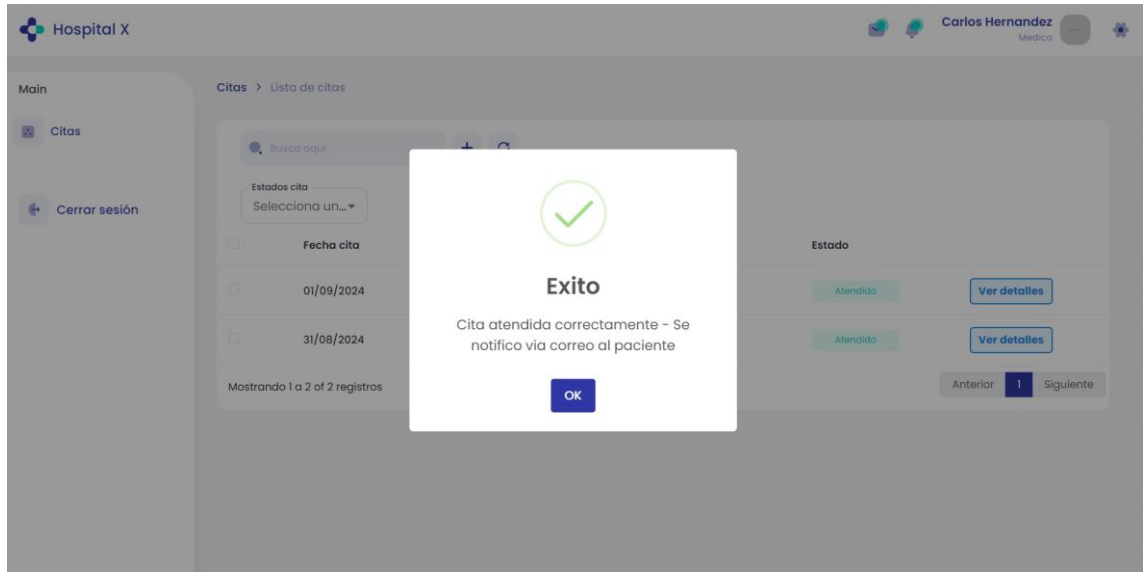 Hospital X
Carlos Hernandez
Medico
Main
Citas
Cerrar sesión
Citas > Lista de citas
Busca aqui
Estados cita
Selecciona un...
Fecha cita
Estado
01/09/2024
Atendido
Ver detalles
31/08/2024
Atendido
Ver detalles
Mostrando 1 a 2 of 2 registros
Anterior 1 Siguiente
Exito
Cita atendida correctamente - Se
notifico via correo al paciente
OK